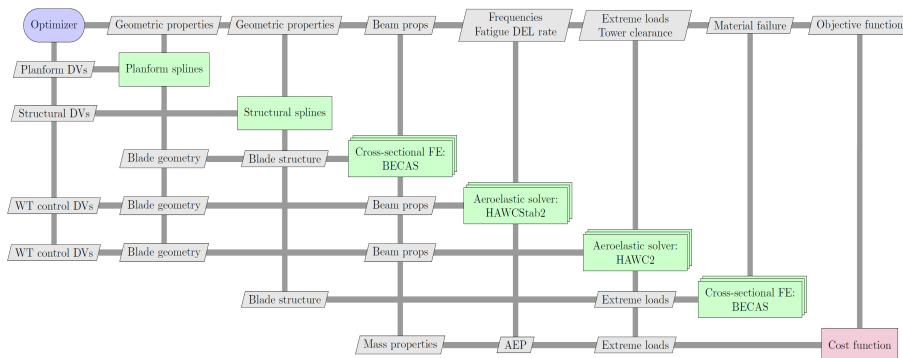 Optimizer
Geometric properties
Geometric properties
Beam props
Frequencies
Fatigue DEL rate
Extreme loads
Tower clearance
Material failure
Objective function
Planform DVs
Planform splines
Structural DVs
Structural splines
Blade geometry
Blade structure
Cross-sectional FE:
BECAS
WT control DVs
Blade geometry
Beam props
Aeroelastic solver:
HAWCStab2
WT control DVs
Blade geometry
Beam props
Aeroelastic solver:
HAWC2
Blade structure
Extreme loads
Cross-sectional FE:
BECAS
Mass properties
AEP
Extreme loads
Cost function